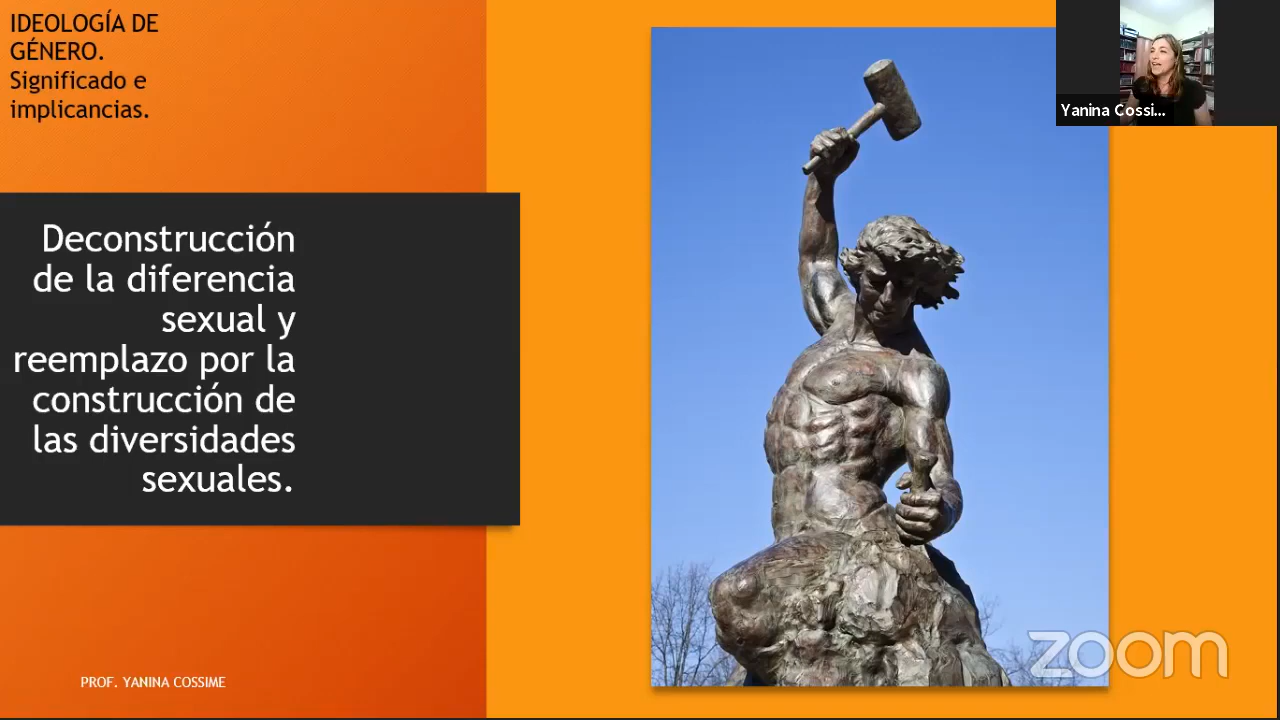 IDEOLOGÍA DE
GÉNERO.
Significado e
implicancias.
Yanina Cossi...
Deconstrucción
de la diferencia
sexual y
reemplazo por la
construcción de
las diversidades
sexuales.
zoom
PROF. YANINA COSSIME